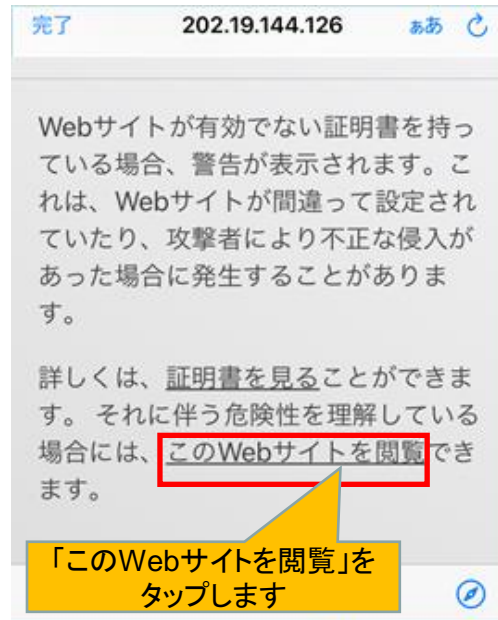 完了 202.19.144.126 ぁあ
Webサイトが有効でない証明書を持っ
ている場合、警告が表示されます。こ
れは、Webサイトが間違って設定され
ていたり、攻撃者により不正な侵入が
あった場合に発生することがありま
す。
詳しくは、証明書を見ることができま
す。 それに伴う危険性を理解している
場合には、このWebサイトを閲覧でき
ます。
「このWebサイトを閲覧」を
タップします